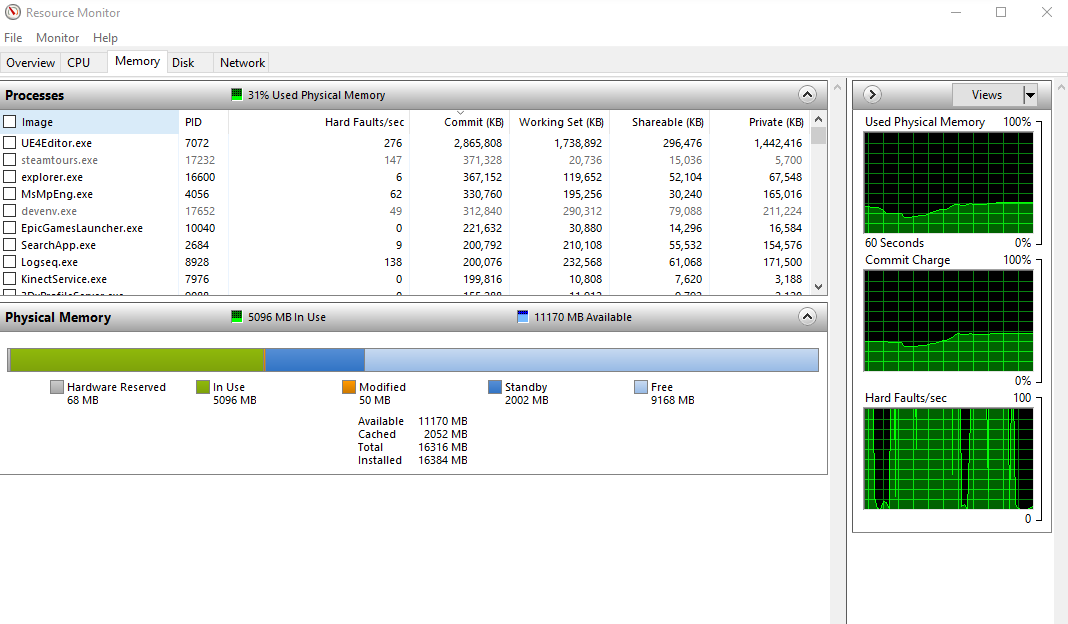 Resource Monitor
File Monitor Help
Overview CPU Memory Disk Network
Processes 31% Used Physical Memory
Image PID Hard Faults/sec Commit (KB) Working Set (KB) Shareable (KB) Private (KB)
UE4Editor.exe 7072 276 2,865,808 1,738,892 296,476 1,442,416
steamtours.exe 17232 147 371,328 20,736 15,036 5,700
explorer.exe 16600 6 367,152 119,652 52,104 67,548
MsMpEng.exe 4056 62 330,760 195,256 30,240 165,016
devenv.exe 17652 49 312,840 290,312 79,088 211,224
EpicGamesLauncher.exe 10040 0 221,632 30,880 14,296 16,584
SearchApp.exe 2684 9 200,792 210,108 55,532 154,576
Logseq.exe 8928 138 200,076 232,568 61,068 171,500
KinectService.exe 7976 0 199,816 10,808 7,620 3,188
Physical Memory 5096 MB In Use 11170 MB Available
Hardware Reserved
68 MB
In Use
5096 MB
Modified
50 MB
Standby
2002 MB
Free
9168 MB
Available 11170 MB
Cached 2052 MB
Total 16316 MB
Installed 16384 MB
Views
Used Physical Memory 100%
60 Seconds 0%
Commit Charge 100%
0%
Hard Faults/sec 100
0